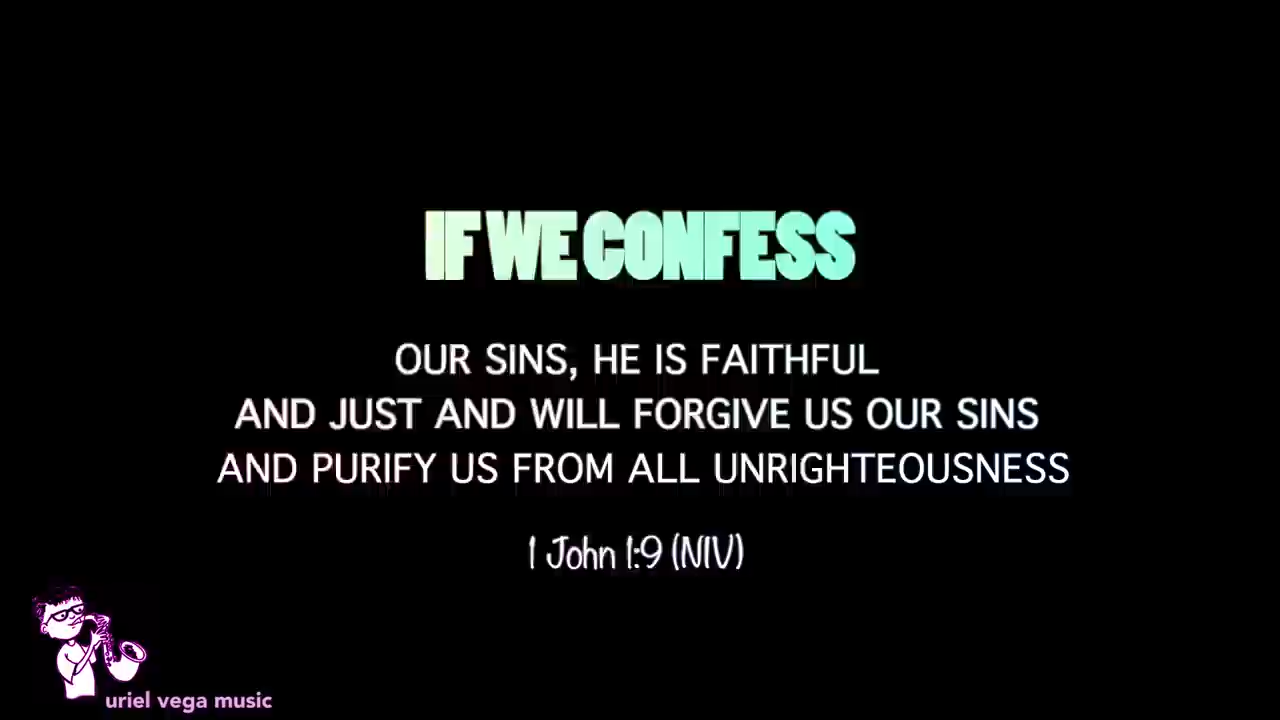 IF WE CONFESS
OUR SINS, HE IS FAITHFUL
AND JUST AND WILL FORGIVE US OUR SINS
AND PURIFY US FROM ALL UNRIGHTEOUSNESS
1 John 1:9 (NIV)
uriel vega music